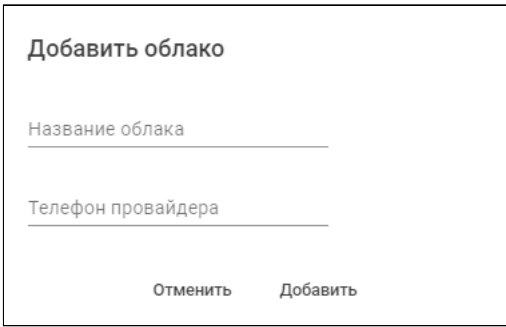 Добавить облако
Название облака
Телефон провайдера
Отменить Добавить